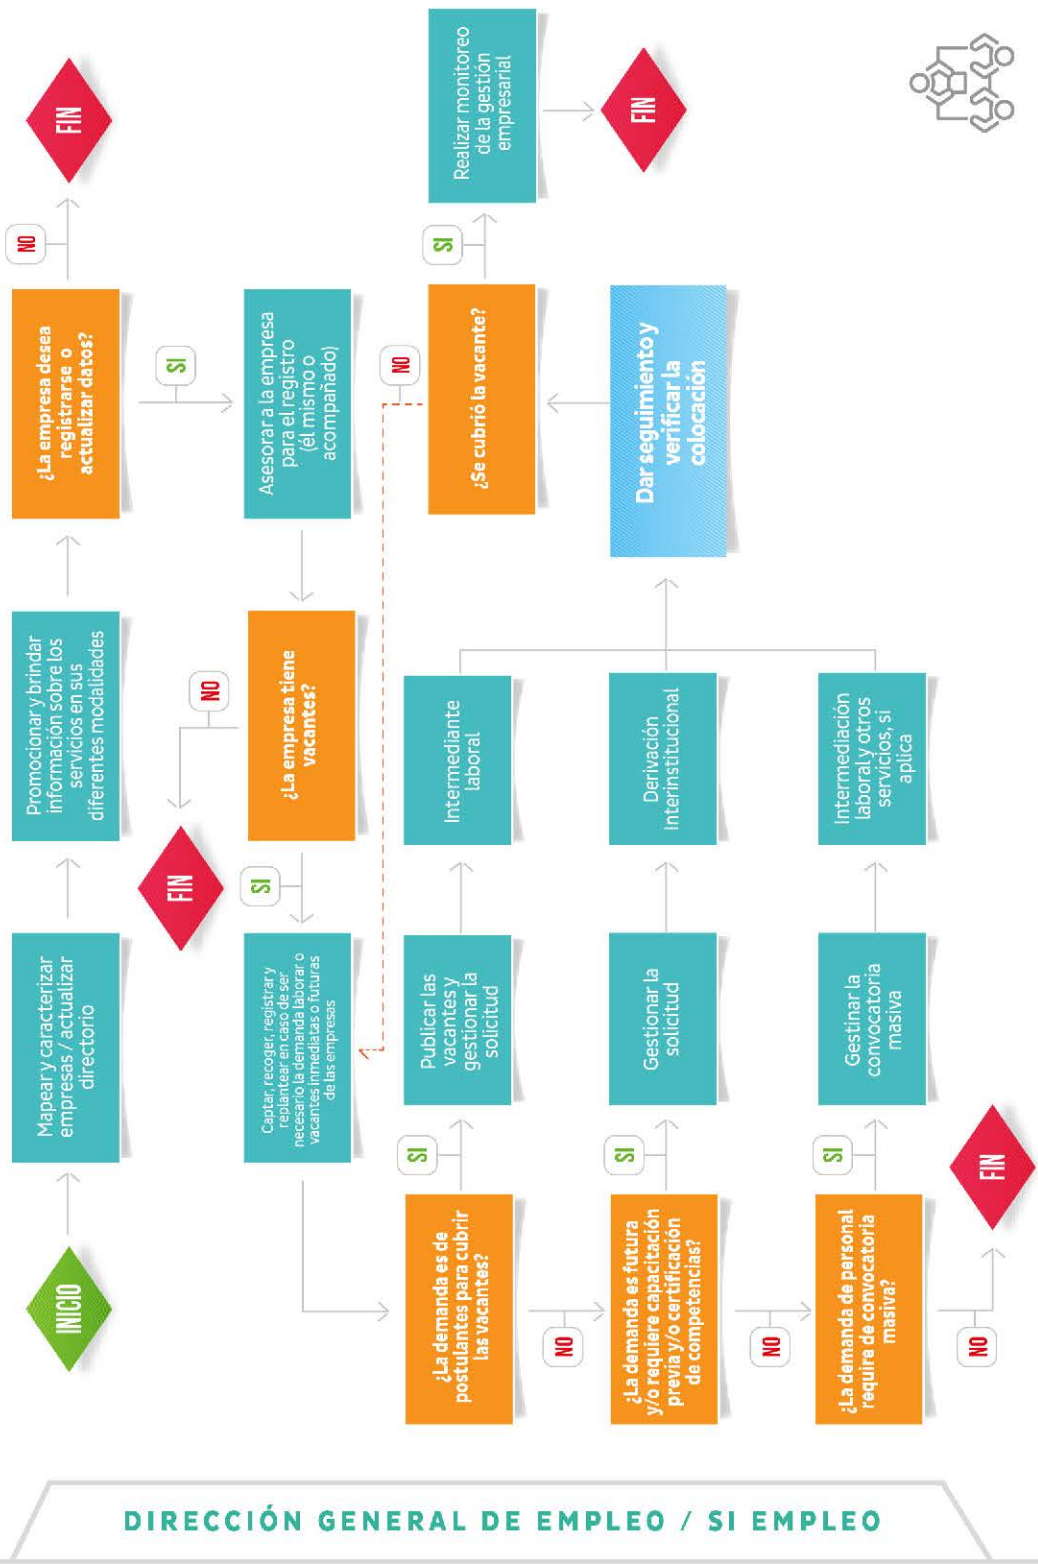 DIRECCIÓN GENERAL DE EMPLEO / SI EMPLEO
INICIO
Mapear y caracterizar
empresas / actualizar
directorio
Promocionar y brindar
información sobre los
servicios en sus
diferentes modalidades
¿La empresa desea
registrarse o
actualizar datos?
NO
FIN
SI
Asesorar a la empresa
para el registro
(él mismo o
acompañado)
¿La empresa tiene
vacantes?
NO
FIN
SI
Captar, recoger, registrar y
replantear en caso de ser
necesario la demanda laborar o
vacantes inmediatas o futuras
de las empresas
¿La demanda es de
postulantes para cubrir
las vacantes?
SI
Publicar las
vacantes y
gestionar la
solicitud
Intermediante
laboral
NO
¿La demanda es futura
y/o requiere capacitación
previa y/o certificación
de competencias?
SI
Gestionar la
solicitud
Derivación
Interinstitucional
NO
¿La demanda de personal
require de convocatoria
masiva?
SI
Gestinar la
convocatoria
masiva
Intermediación
laboral y otros
servicios, si
aplica
NO
FIN
Dar seguimiento y
verificar la
colocación
¿Se cubrió la vacante?
NO
SI
Realizar monitoreo
de la gestión
empresarial
FIN